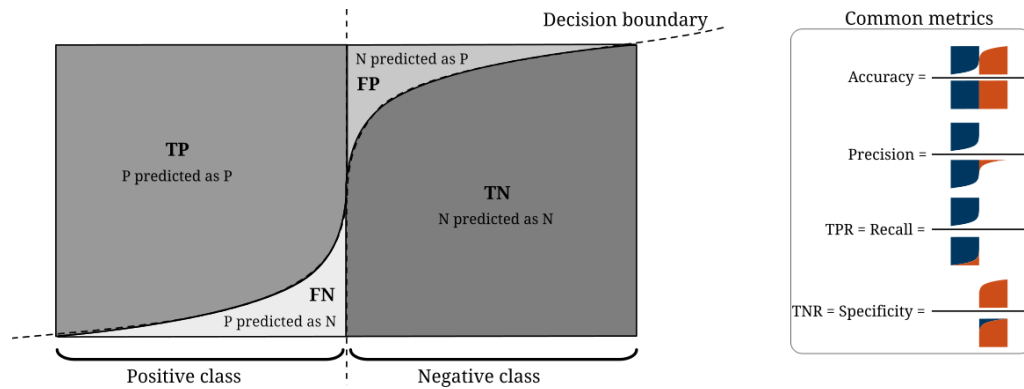 Decision boundary
N predicted as P
FP
TP
P predicted as P
TN
N predicted as N
FN
P predicted as N
Positive class
Negative class
Common metrics
Accuracy =
Precision =
TPR = Recall =
TNR = Specificity =